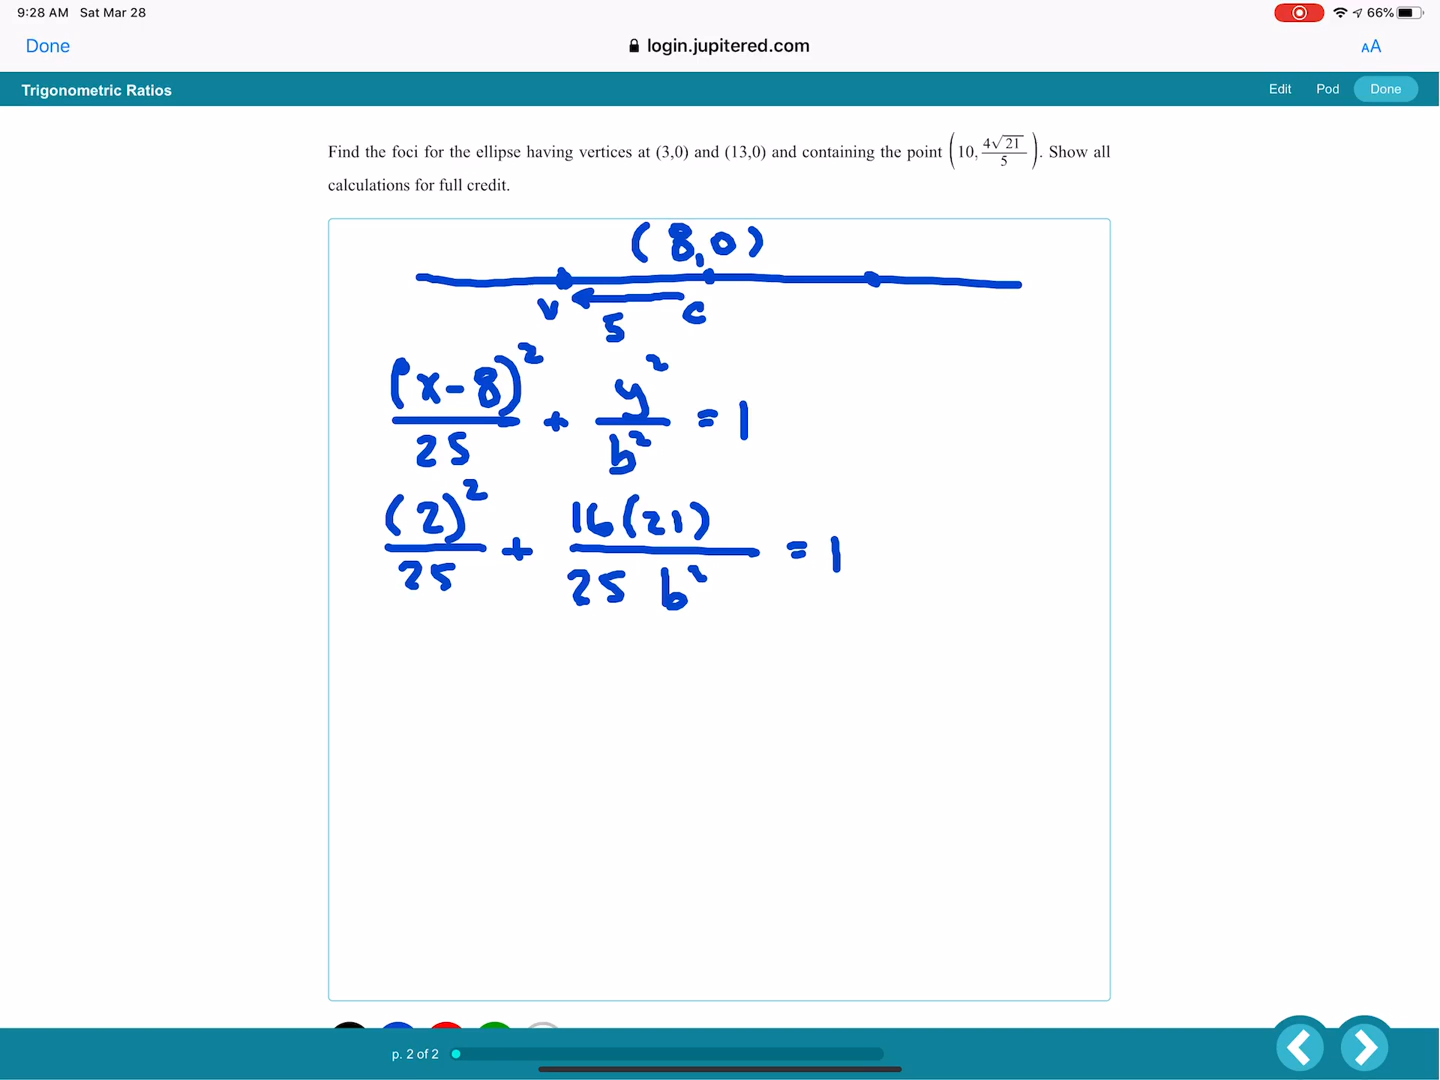 9:28 AM Sat Mar 28 66%
Done login.jupitered.com AA
Trigonometric Ratios Edit Pod Done
Find the foci for the ellipse having vertices at (3,0) and (13,0) and containing the point (10, 4√21/5). Show all
calculations for full credit.
(8,0)
V 5 C
(x-8)²/25 + y²/b² = 1
(2)²/25 + 16(21)/25 b² = 1
p. 2 of 2